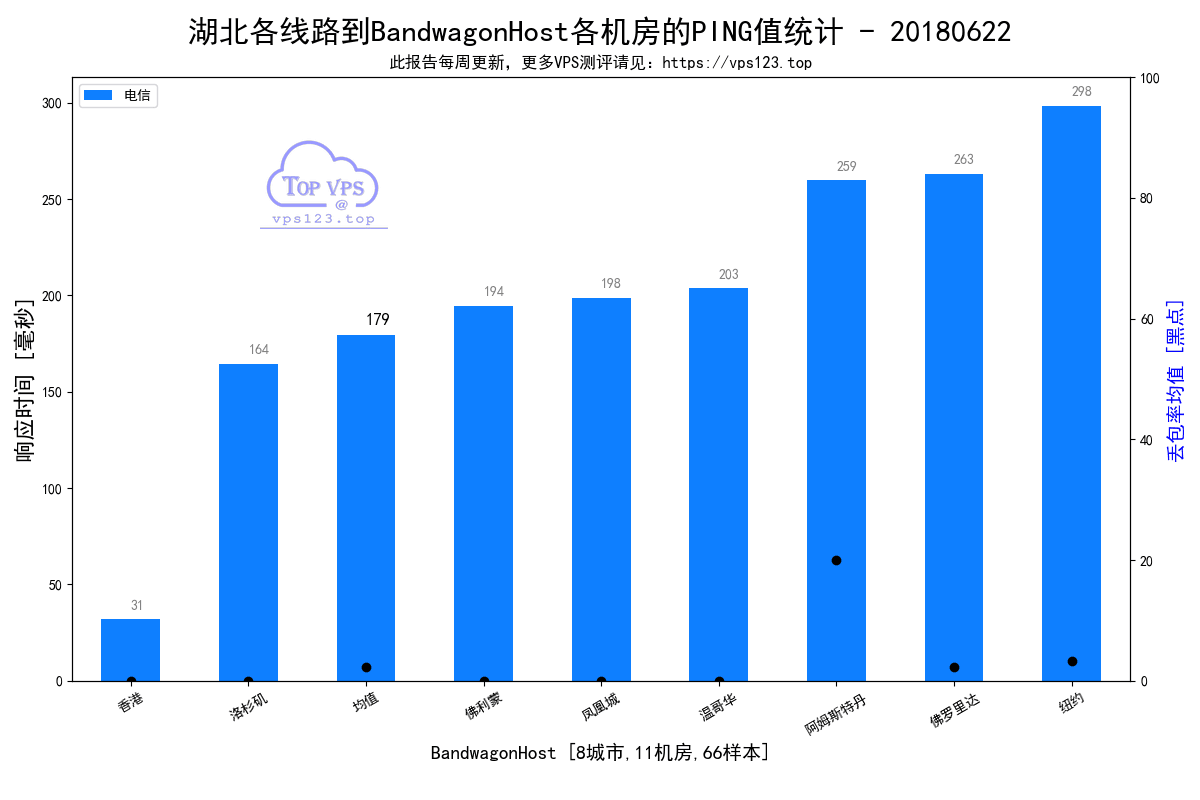 湖北各线路到BandwagonHost各机房的PING值统计 - 20180622
此报告每周更新，更多VPS测评请见：https://vps123.top
电信
TOP VPS
@
vps123.top
响应时间 [毫秒]
300
250
200
150
100
50
0
31
164
179
194
198
203
259
263
298
100
80
60
40
20
0
丢包率均值 [黑点]
香港
洛杉矶
均值
佛利蒙
凤凰城
温哥华
阿姆斯特丹
佛罗里达
纽约
BandwagonHost [8城市,11机房,66样本]